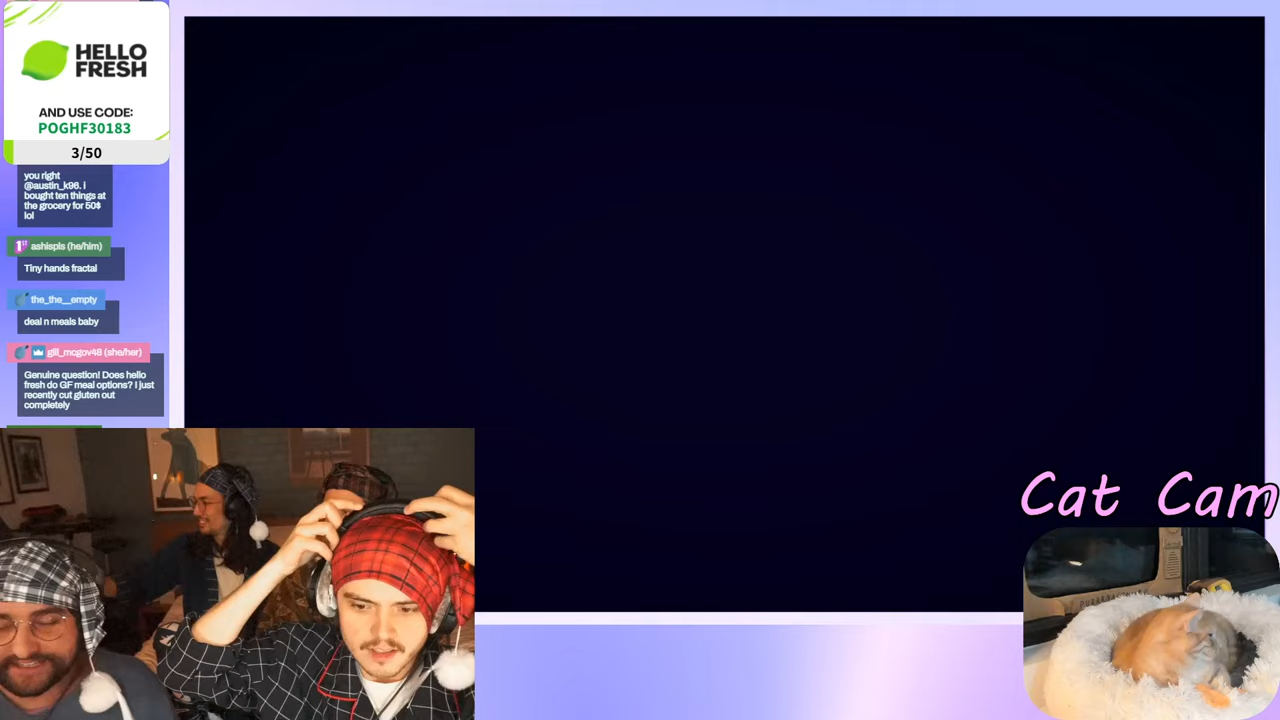 HELLO
FRESH
AND USE CODE:
POGHF30183
3/50
you right
@austin_k96. i
bought ten things at
the grocery for 50$
lol
ashispis (he/him)
Tiny hands fractal
the_the__empty
deal n meals baby
gill_mcgov48 (she/her)
Genuine question! Does hello
fresh do GF meal options? I just
recently cut gluten out
completely
Cat Cam